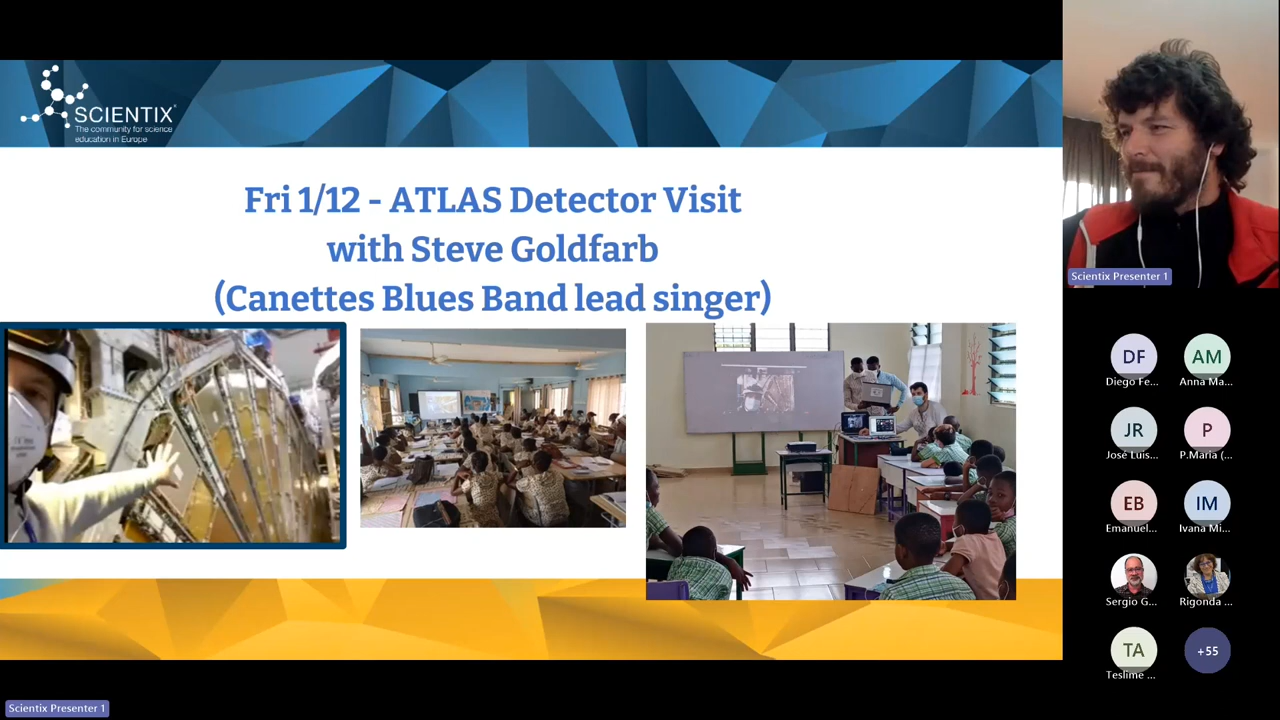 SCIENTIX
The community for science
education in Europe
Fri 1/12 - ATLAS Detector Visit
with Steve Goldfarb
(Canettes Blues Band lead singer)
Scientix Presenter 1
DF
AM
Diego Fe...
Anna Ma...
JR
P
José Luis...
P.Maria (...
EB
IM
Emanuel...
Ivana Mi...
Sergio G...
Rigonda ...
TA
+55
Teslime ...
Scientix Presenter 1